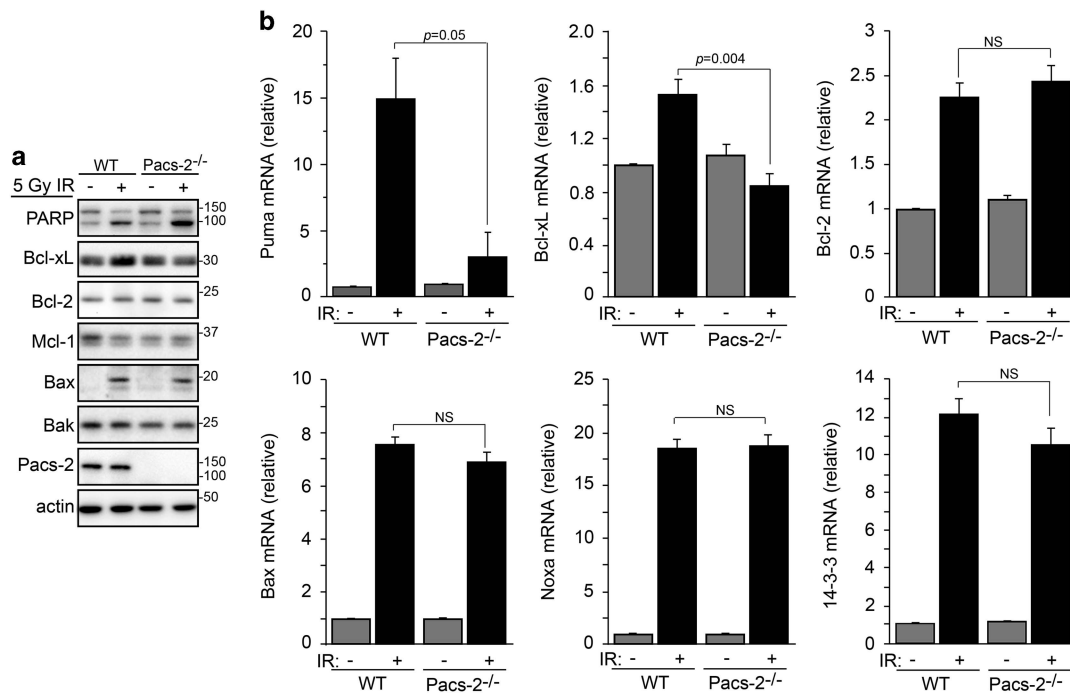 a
WT Pacs-2-/-
5 Gy IR - + - +
PARP -150
-100
Bcl-xL -30
Bcl-2 -25
Mcl-1 -37
Bax -20
Bak -25
Pacs-2 -150
-100
actin -50
b
Puma mRNA (relative)
20
15
10
5
0
p=0.05
IR: - + - +
WT Pacs-2-/-
Bcl-xL mRNA (relative)
2.0
1.6
1.2
0.8
0.4
0
p=0.004
IR: - + - +
WT Pacs-2-/-
Bcl-2 mRNA (relative)
3
2.5
2
1.5
1
0.5
0
NS
IR: - + - +
WT Pacs-2-/-
Bax mRNA (relative)
10
8
6
4
2
1
0
NS
IR: - + - +
WT Pacs-2-/-
Noxa mRNA (relative)
25
20
15
10
5
1
0.0
NS
IR: - + - +
WT Pacs-2-/-
14-3-3 mRNA (relative)
14
12
10
8
6
4
2
1
0
NS
IR: - + - +
WT Pacs-2-/-